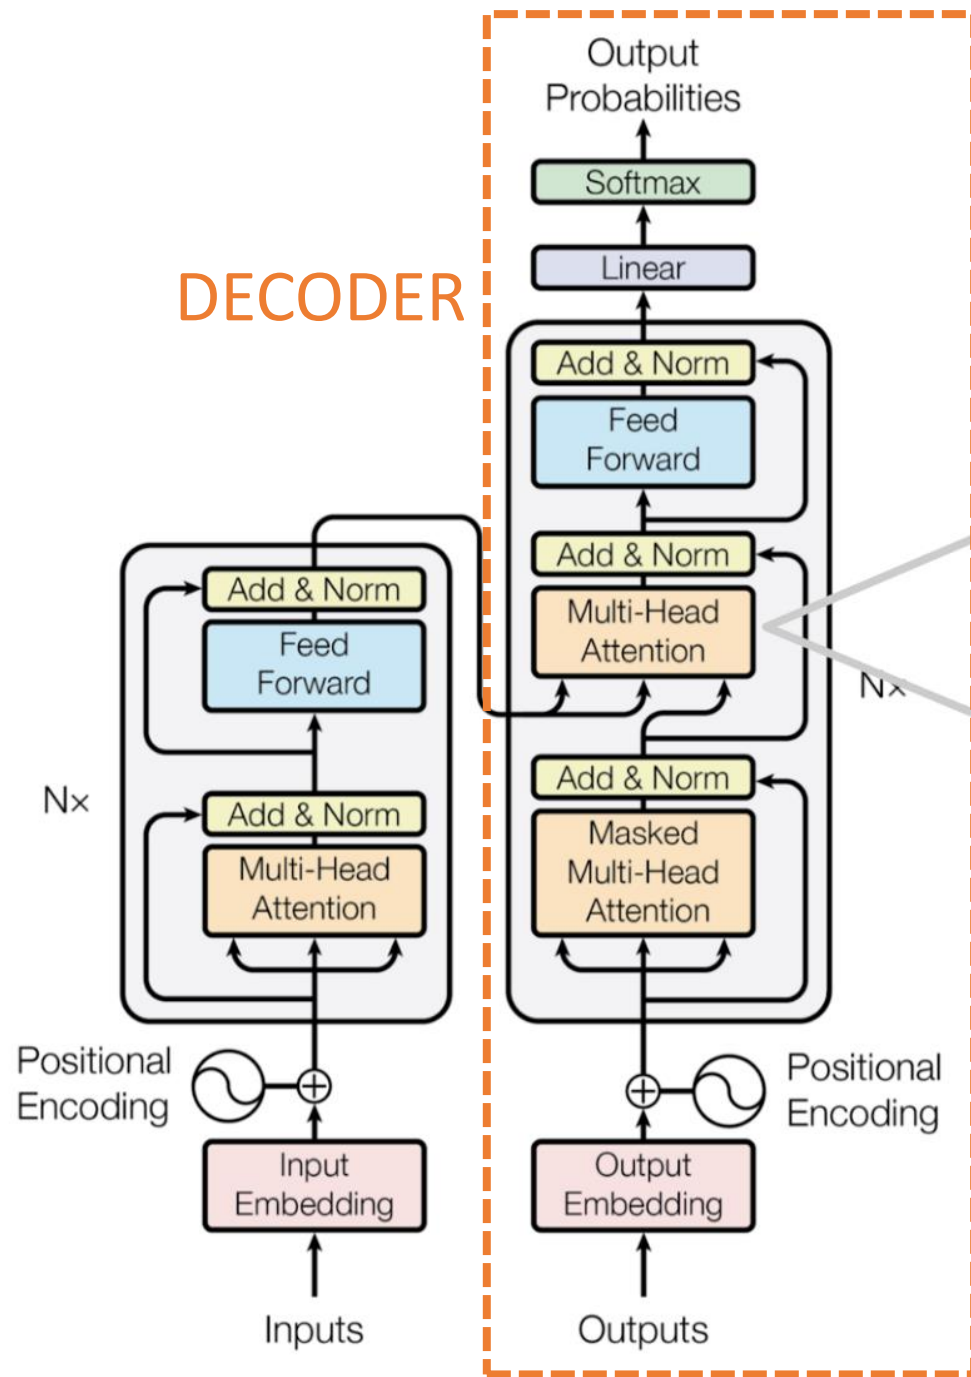 Output
Probabilities
Softmax
Linear
DECODER
Add & Norm
Feed
Forward
Add & Norm
Multi-Head
Attention
Nx
Add & Norm
Masked
Multi-Head
Attention
Add & Norm
Feed
Forward
N×
Add & Norm
Multi-Head
Attention
Positional
Encoding
Positional
Encoding
Input
Embedding
Output
Embedding
Inputs
Outputs